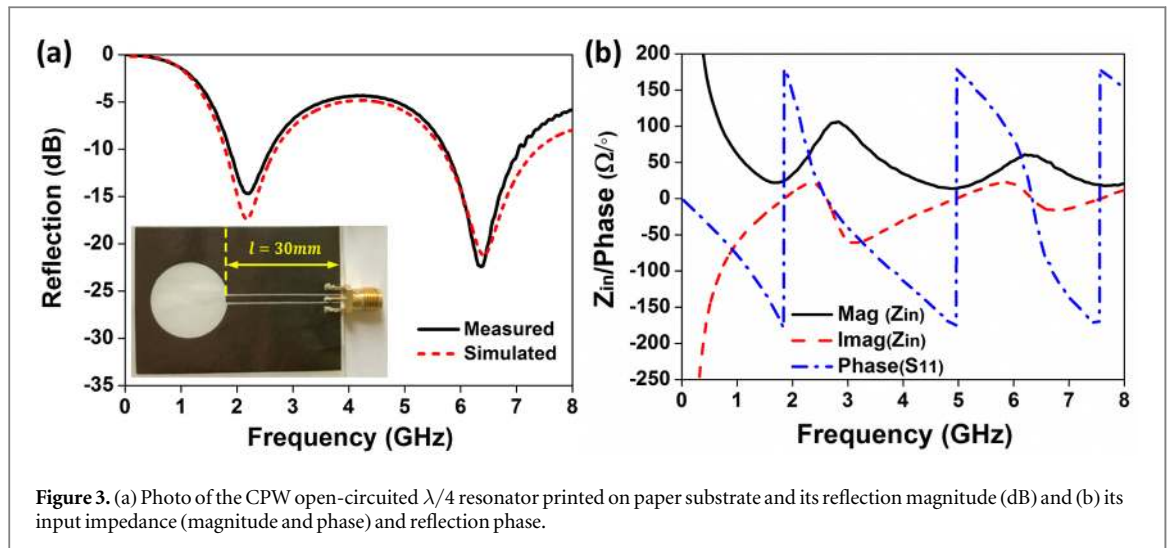 (a)
0
-5
-10
-15
-20
-25
-30
-35
Reflection (dB)
l = 30mm
Measured
Simulated
0 1 2 3 4 5 6 7 8
Frequency (GHz)
(b)
200
150
100
50
0
-50
-100
-150
-200
-250
Zin/Phase (Ω/°)
Mag (Zin)
Imag(Zin)
Phase(S11)
0 1 2 3 4 5 6 7 8
Frequency (GHz)
Figure 3. (a) Photo of the CPW open-circuited λ/4 resonator printed on paper substrate and its reflection magnitude (dB) and (b) its
input impedance (magnitude and phase) and reflection phase.